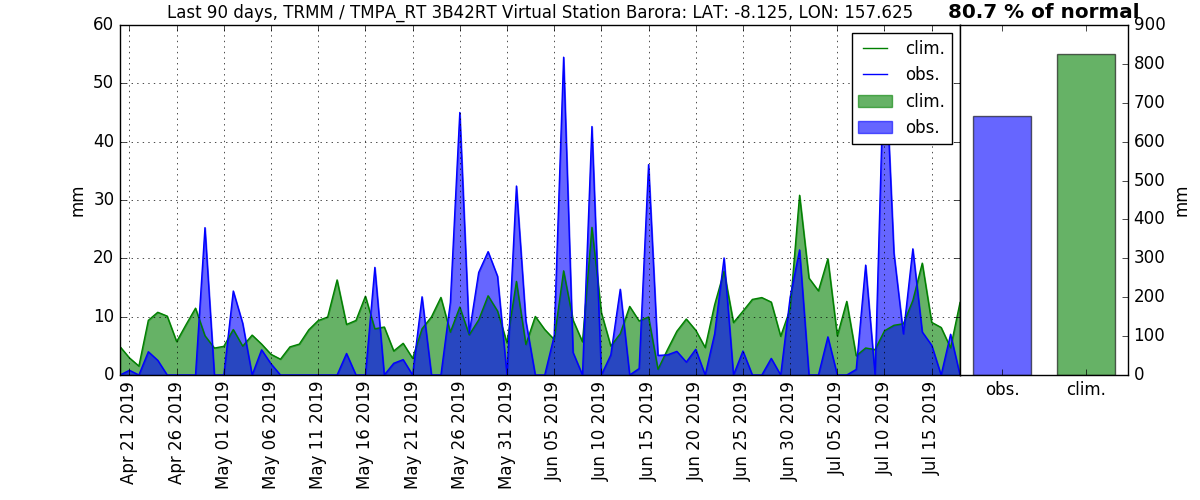 Last 90 days, TRMM / TMPA_RT 3B42RT Virtual Station Barora: LAT: -8.125, LON: 157.625
80.7 % of normal
60
50
40
30
20
10
0
mm
clim.
obs.
clim.
obs.
900
800
700
600
500
400
300
200
100
0
mm
obs.
clim.
Apr 21 2019
Apr 26 2019
May 01 2019
May 06 2019
May 11 2019
May 16 2019
May 21 2019
May 26 2019
May 31 2019
Jun 05 2019
Jun 10 2019
Jun 15 2019
Jun 20 2019
Jun 25 2019
Jun 30 2019
Jul 05 2019
Jul 10 2019
Jul 15 2019